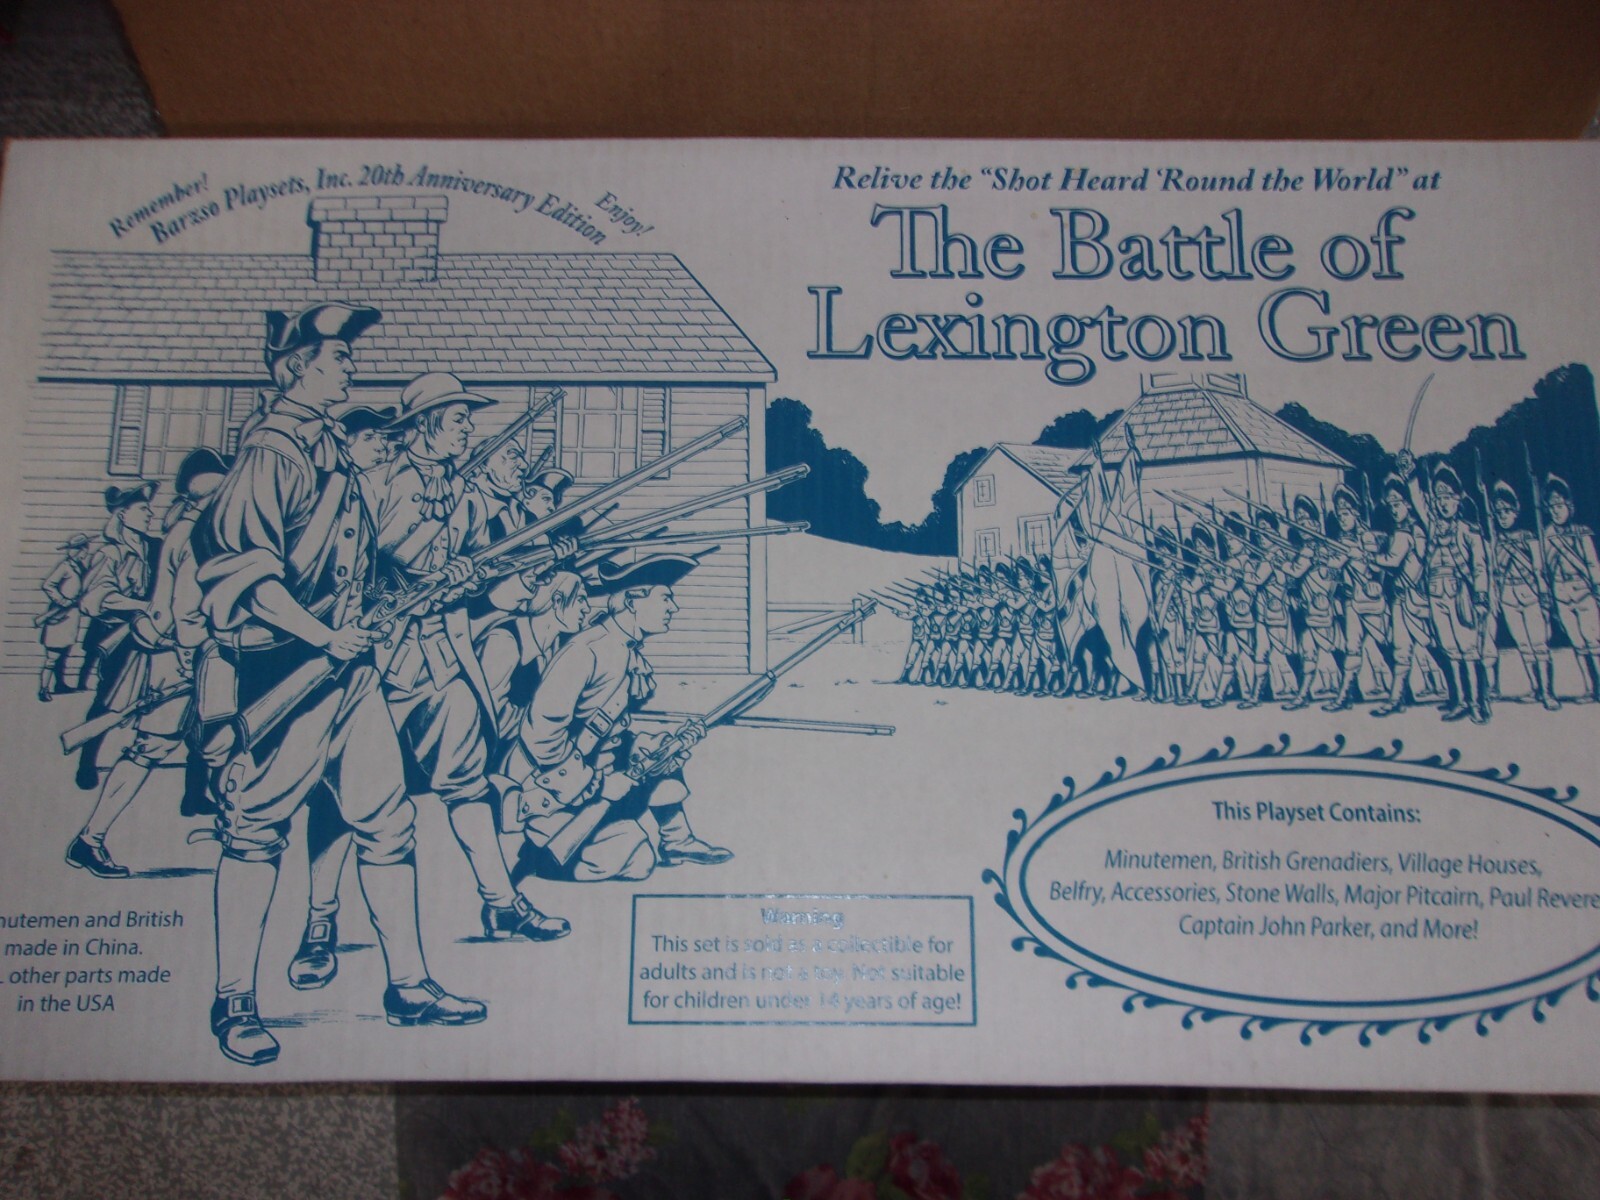 Remember!
Barzso Playsets, Inc. 20th Anniversary Edition
Enjoy!
Relive the “Shot Heard ‘Round the World” at
The Battle of
Lexington Green
This Playset Contains:
Minutemen, British Grenadiers, Village Houses,
Belfry, Accessories, Stone Walls, Major Pitcairn, Paul Revere
Captain John Parker, and More!
nutemen and British
made in China.
other parts made
in the USA
Warning
This set is sold as a collectible for
adults and is not a toy. Not suitable
for children under 14 years of age!